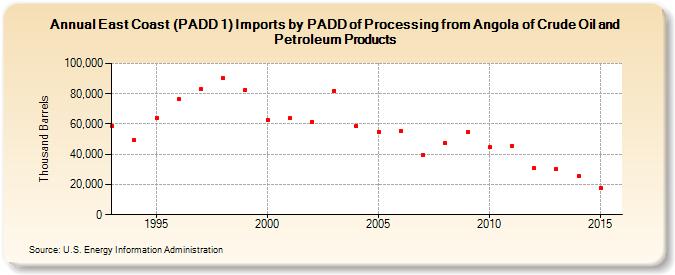 Annual East Coast (PADD 1) Imports by PADD of Processing from Angola of Crude Oil and
Petroleum Products
Thousand Barrels
100,000
80,000
60,000
40,000
20,000
0
1995 2000 2005 2010 2015
Source: U.S. Energy Information Administration